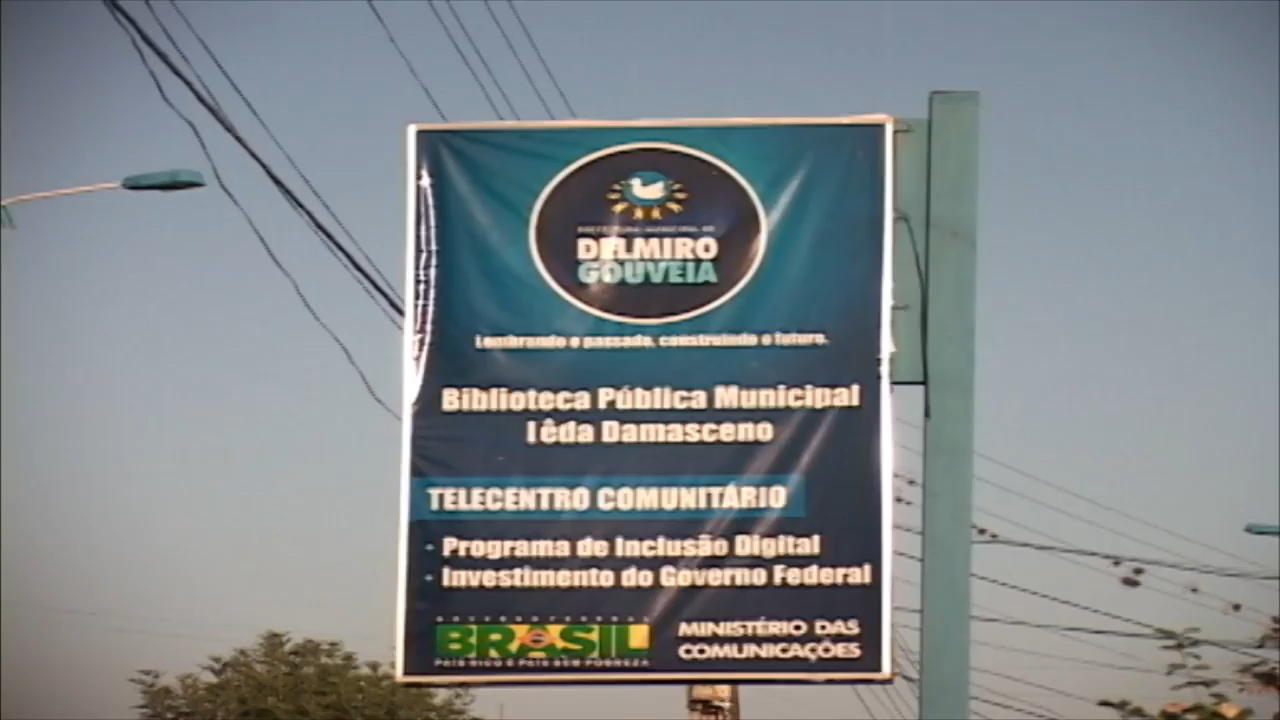 PREFEITURA MUNICIPAL DE
DELMIRO
GOUVEIA
Lembrando o passado, construindo o futuro.
Biblioteca Pública Municipal
Iêda Damasceno
TELECENTRO COMUNITÁRIO
· Programa de Inclusão Digital
· Investimento do Governo Federal
GOVERNO FEDERAL
BRASIL
PAÍS RICO É PAÍS SEM POBREZA
MINISTÉRIO DAS
COMUNICAÇÕES